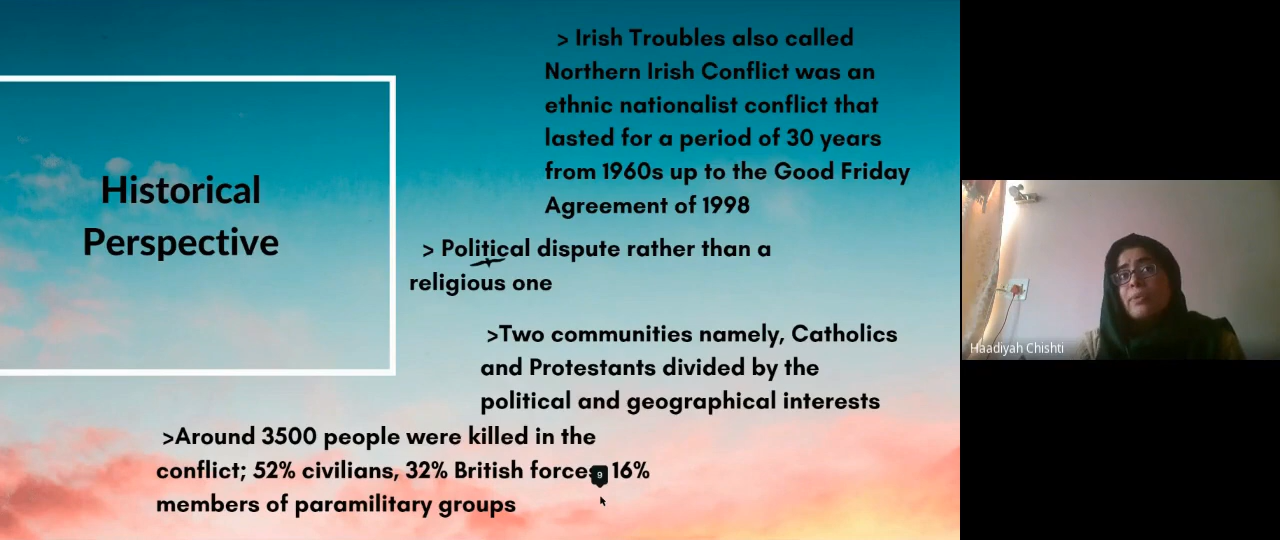 Historical
Perspective
> Irish Troubles also called
Northern Irish Conflict was an
ethnic nationalist conflict that
lasted for a period of 30 years
from 1960s up to the Good Friday
Agreement of 1998
> Political dispute rather than a
religious one
>Two communities namely, Catholics
and Protestants divided by the
political and geographical interests
>Around 3500 people were killed in the
conflict; 52% civilians, 32% British forces 16%
members of paramilitary groups
9
Haadiyah Chishti